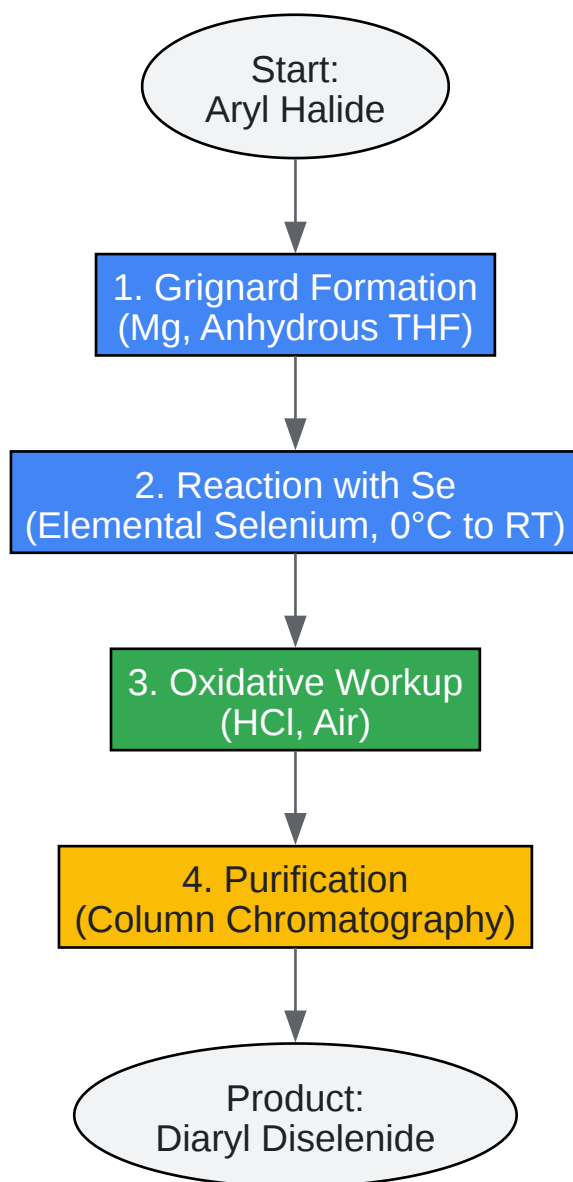 Start:
Aryl Halide
1. Grignard Formation
(Mg, Anhydrous THF)
2. Reaction with Se
(Elemental Selenium, 0°C to RT)
3. Oxidative Workup
(HCl, Air)
4. Purification
(Column Chromatography)
Product:
Diaryl Diselenide